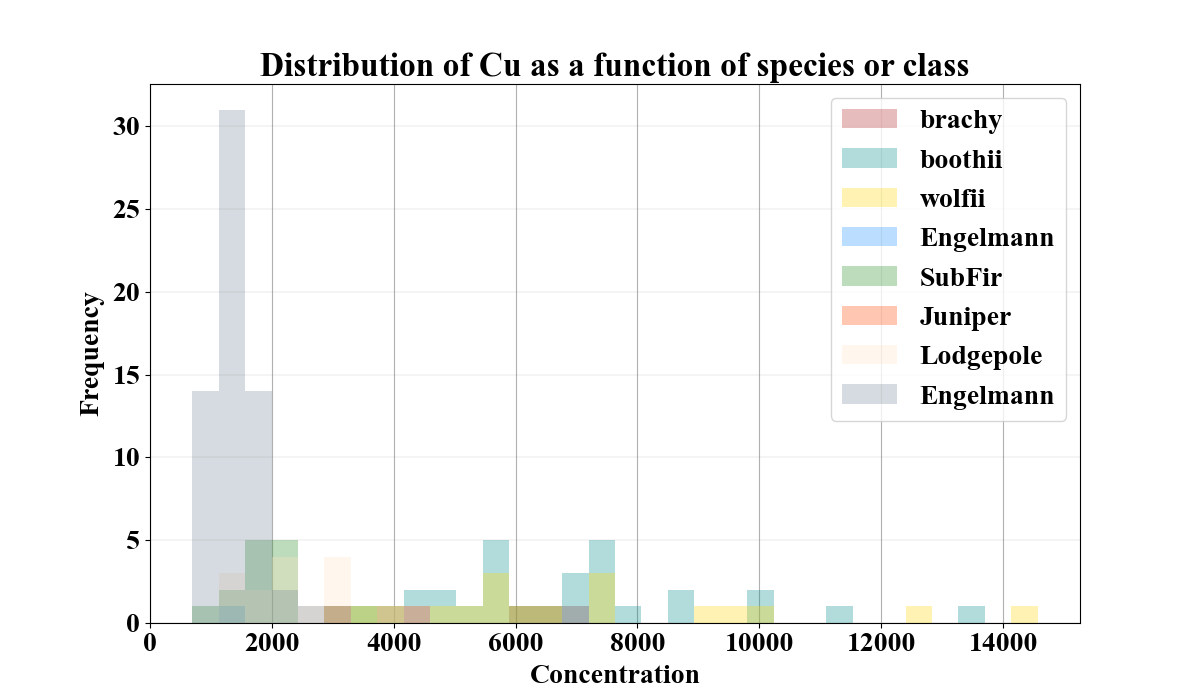 Distribution of Cu as a function of species or class
brachy
boothii
wolfii
Engelmann
SubFir
Juniper
Lodgepole
Engelmann
Frequency
30
25
20
15
10
5
0
0 2000 4000 6000 8000 10000 12000 14000
Concentration